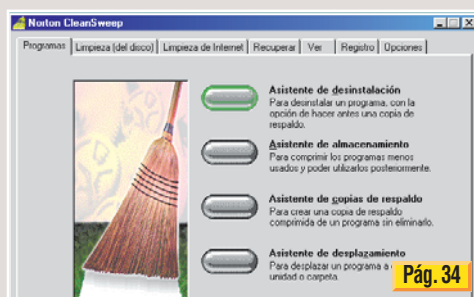 Norton CleanSweep
Programas Limpieza (del disco) Limpieza de Internet Recuperar Ver Registro Opciones
Asistente de desinstalación
Para desinstalar un programa, con la
opción de hacer antes una copia de
respaldo.
Asistente de almacenamiento
Para comprimir los programas menos
usados y poder utilizarlos posteriormente.
Asistente de copias de respaldo
Para crear una copia de respaldo
comprimida de un programa sin eliminarlo.
Asistente de desplazamiento
Para desplazar un programa a
unidad o carpeta.
Pág. 34